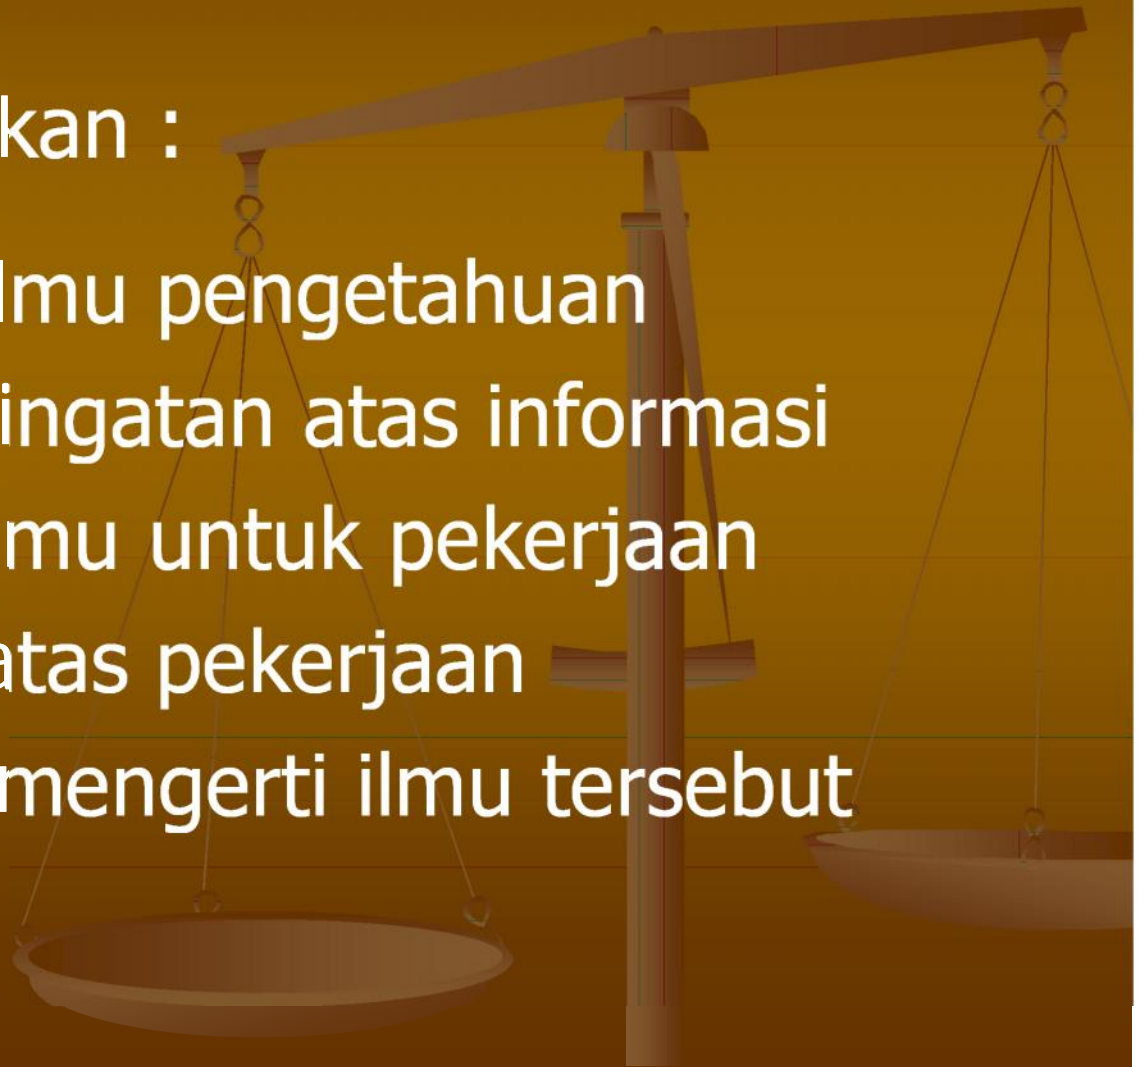 kan :
lmu pengetahuan
ingatan atas informasi
mu untuk pekerjaan
atas pekerjaan
mengerti ilmu tersebut